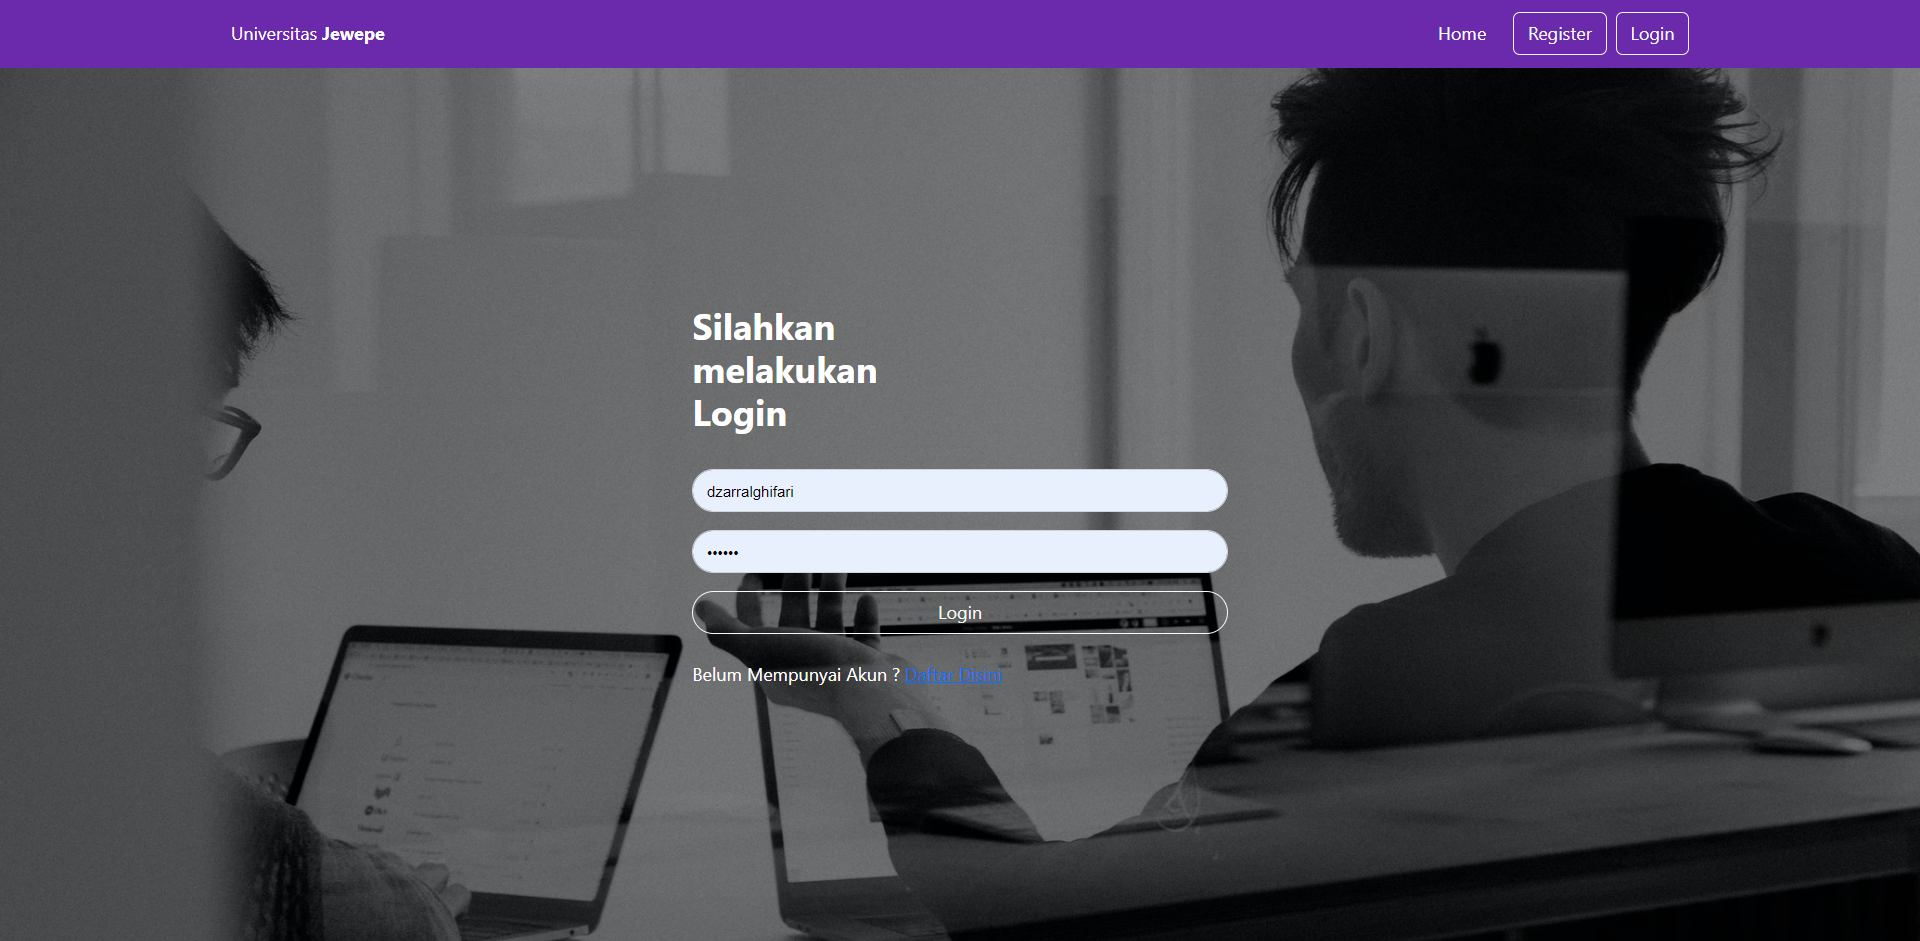 Universitas Jewepe
Home
Register
Login
Silahkan
melakukan
Login
dzarralghifari
••••••
Login
Belum Mempunyai Akun ? Daftar Disini